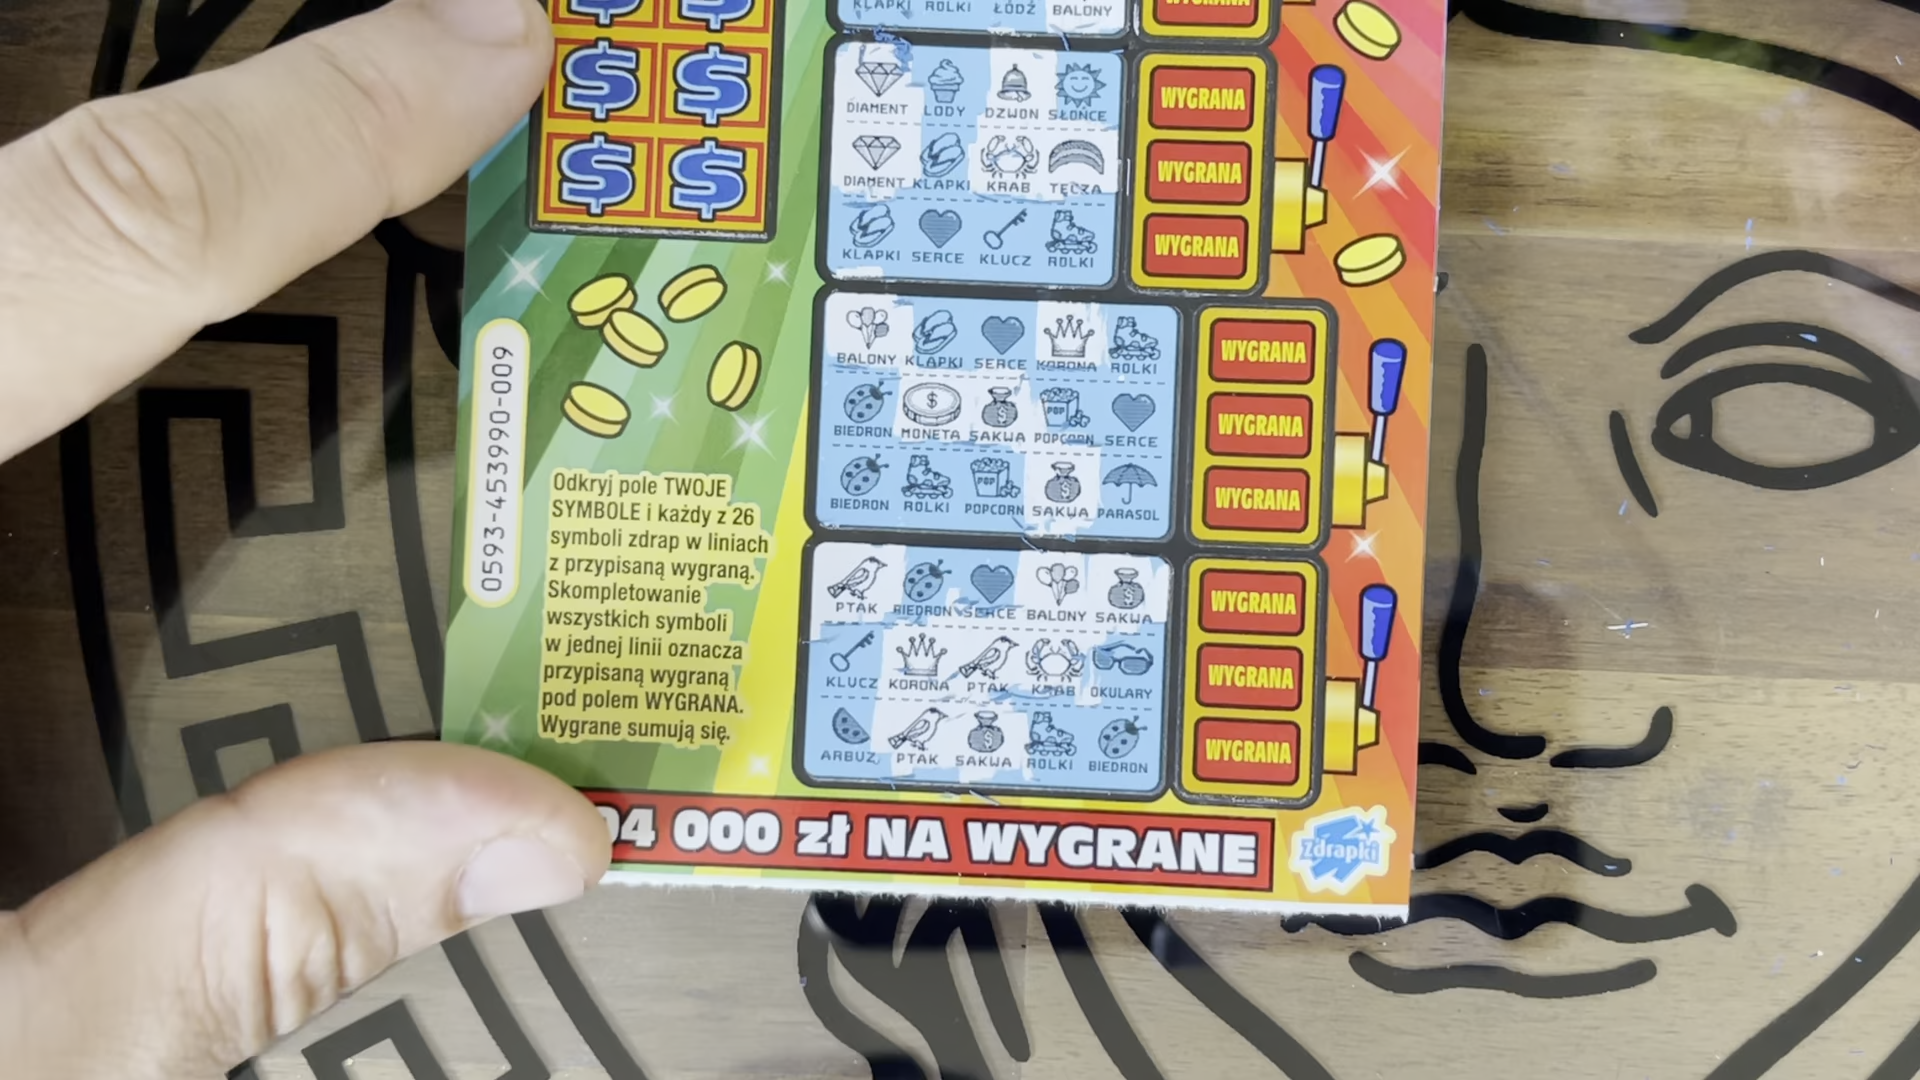 KLAPKI ROLKI ŁÓDŹ BALONY
WYGRANA
$ $
$ $
$ $
DIAMENT LODY DZWON SŁOŃCE
DIAMENT KLAPKI KRAB TĘCZA
KLAPKI SERCE KLUCZ ROLKI
WYGRANA
WYGRANA
WYGRANA
BALONY KLAPKI SERCE KORONA ROLKI
BIEDRON MONETA SAKWA POPCORN SERCE
BIEDRON ROLKI POPCORN SAKWA PARASOL
WYGRANA
WYGRANA
WYGRANA
PTAK BIEDRON SERCE BALONY SAKWA
KLUCZ KORONA PTAK KRAB OKULARY
ARBUZ PTAK SAKWA ROLKI BIEDRON
WYGRANA
WYGRANA
WYGRANA
0593-453990-009
Odkryj pole TWOJE
SYMBOLE i każdy z 26
symboli zdrap w liniach
z przypisaną wygraną.
Skompletowanie
wszystkich symboli
w jednej linii oznacza
przypisaną wygraną
pod polem WYGRANA.
Wygrane sumują się.
04 000 zł NA WYGRANE
Zdrapki